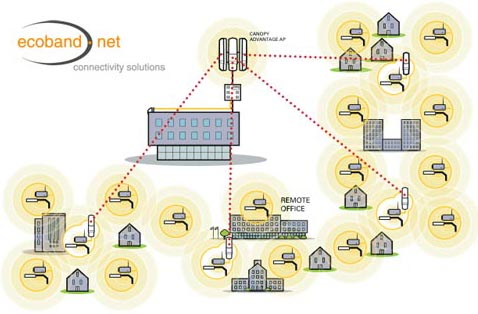 ecoband.net
connectivity solutions
CANOPY
ADVANTAGE AP
REMOTE
OFFICE